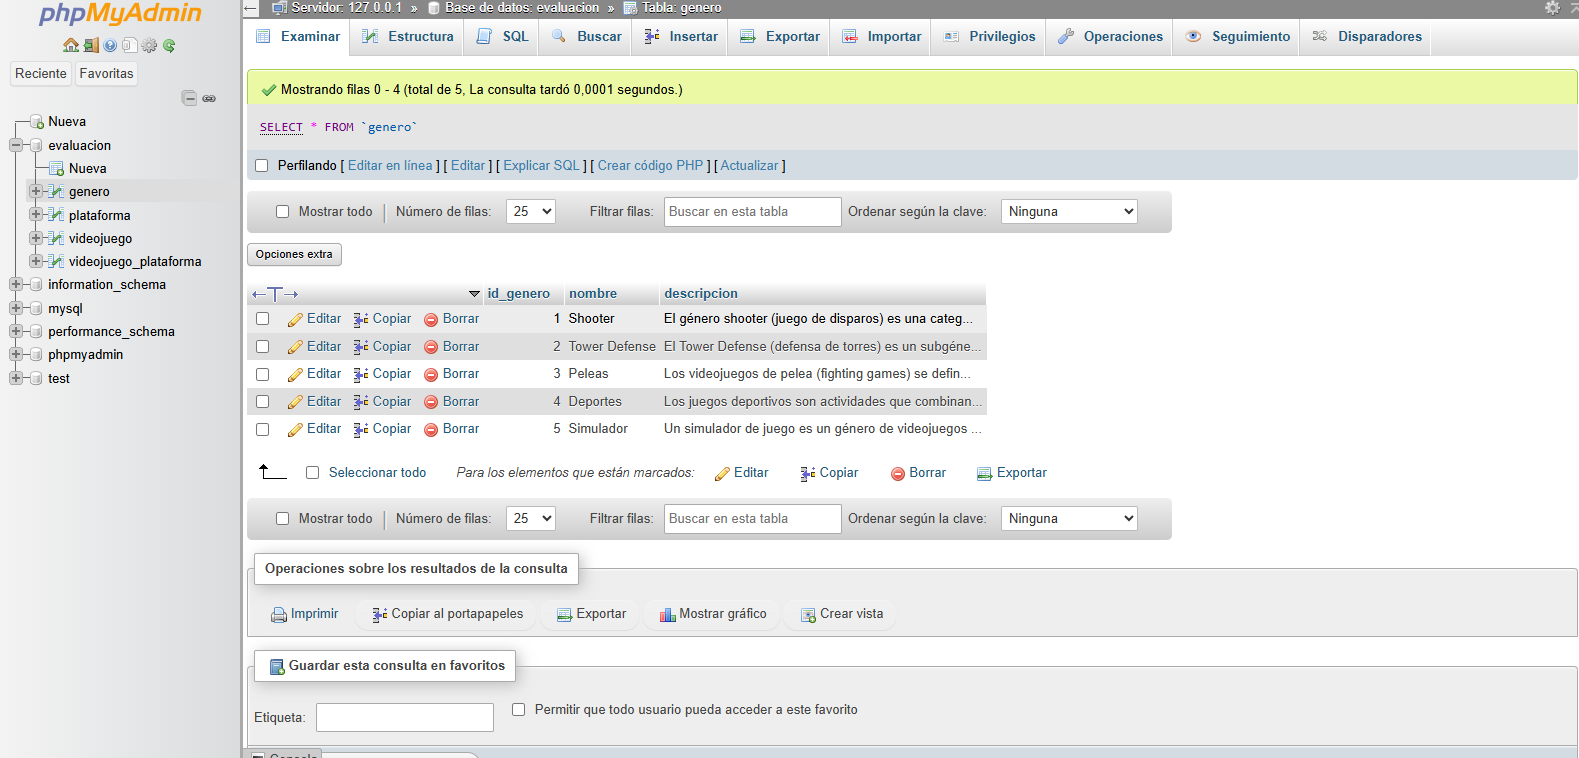 phpMyAdmin
Reciente Favoritas
Nueva
evaluacion
Nueva
genero
plataforma
videojuego
videojuego_plataforma
information_schema
mysql
performance_schema
phpmyadmin
test
Servidor: 127.0.0.1 » Base de datos: evaluacion » Tabla: genero
Examinar Estructura SQL Buscar Insertar Exportar Importar Privilegios Operaciones Seguimiento Disparadores
Mostrando filas 0 - 4 (total de 5, La consulta tardó 0,0001 segundos.)
SELECT * FROM `genero`
Perfilando [ Editar en línea ] [ Editar ] [ Explicar SQL ] [ Crear código PHP ] [ Actualizar ]
Mostrar todo | Número de filas: 25 Filtrar filas: Buscar en esta tabla Ordenar según la clave: Ninguna
Opciones extra
←T→ id_genero nombre descripcion
Editar Copiar Borrar 1 Shooter El género shooter (juego de disparos) es una categ...
Editar Copiar Borrar 2 Tower Defense El Tower Defense (defensa de torres) es un subgéne...
Editar Copiar Borrar 3 Peleas Los videojuegos de pelea (fighting games) se defin...
Editar Copiar Borrar 4 Deportes Los juegos deportivos son actividades que combinan...
Editar Copiar Borrar 5 Simulador Un simulador de juego es un género de videojuegos ...
Seleccionar todo Para los elementos que están marcados: Editar Copiar Borrar Exportar
Mostrar todo | Número de filas: 25 Filtrar filas: Buscar en esta tabla Ordenar según la clave: Ninguna
Operaciones sobre los resultados de la consulta
Imprimir Copiar al portapapeles Exportar Mostrar gráfico Crear vista
Guardar esta consulta en favoritos
Etiqueta: Permitir que todo usuario pueda acceder a este favorito
Consola